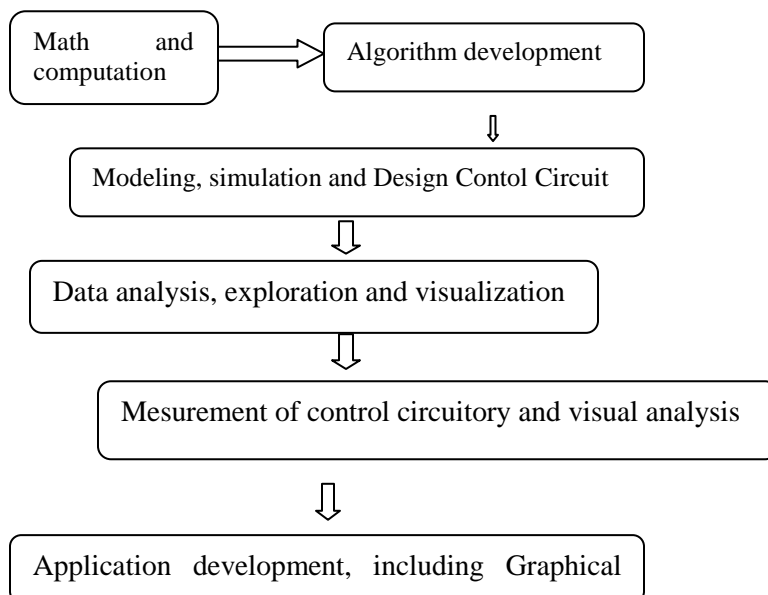 Math and
computation
Algorithm development
Modeling, simulation and Design Contol Circuit
Data analysis, exploration and visualization
Mesurement of control circuitory and visual analysis
Application development, including Graphical